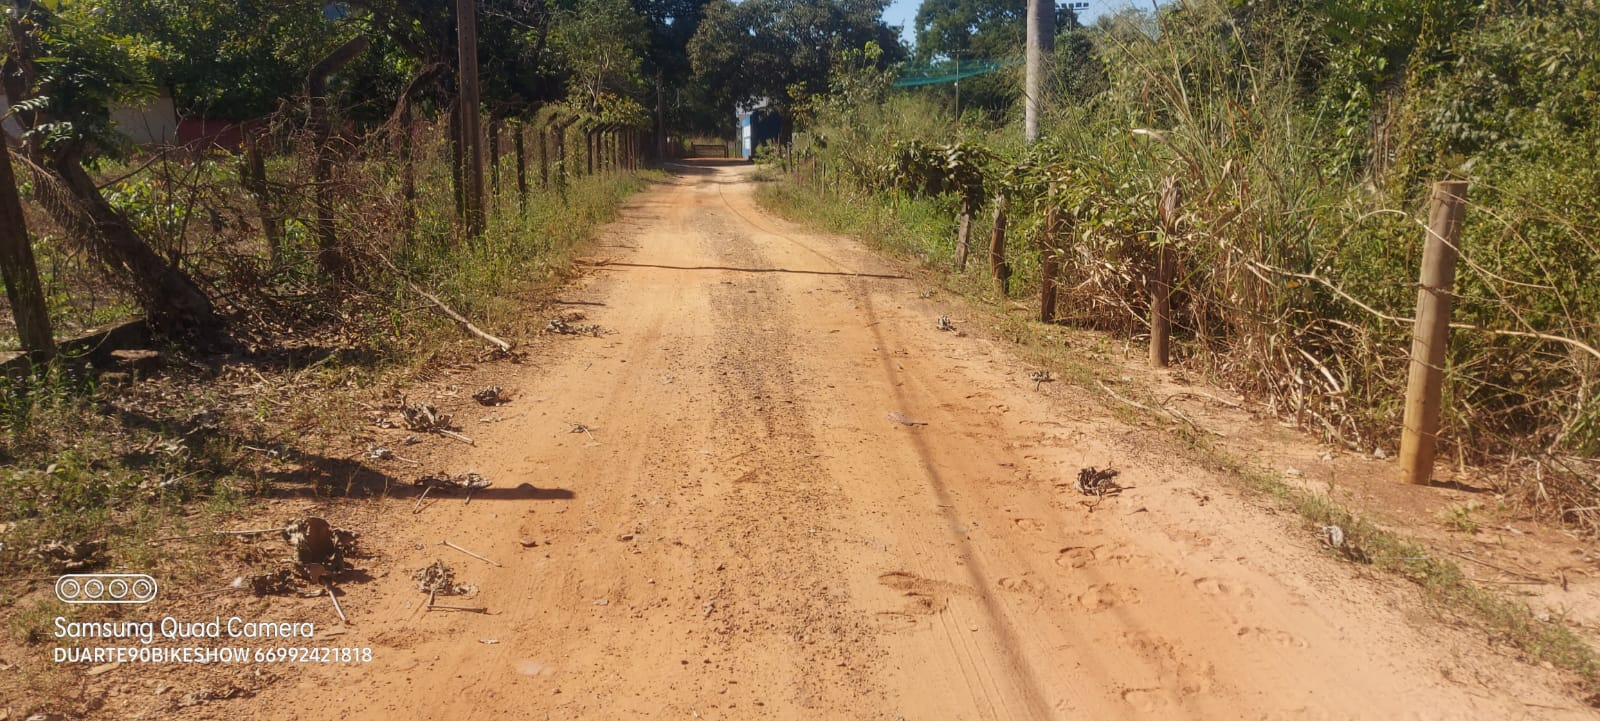 Samsung Quad Camera
DUARTE90BIKESHOW 66992421818